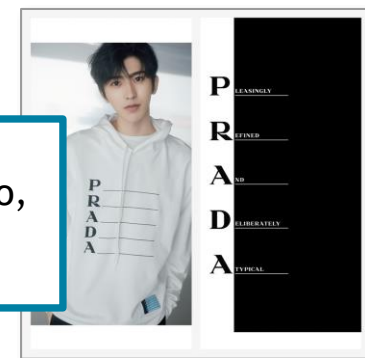 o,
P
R
A
D
A
PLEASINGLY
REFINED
AND
DELIBERATELY
ATYPICAL